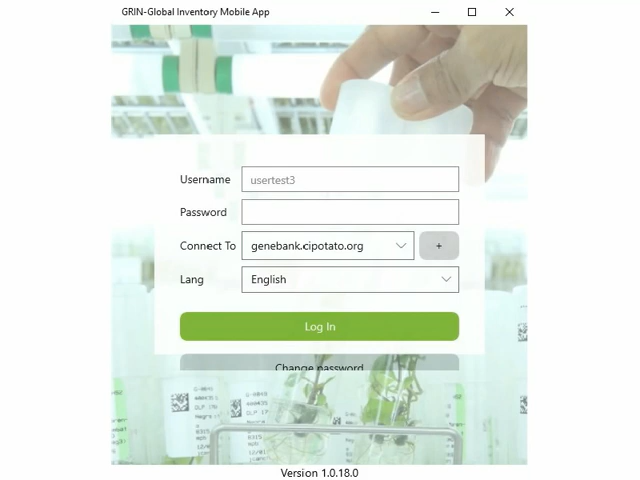 GRIN-Global Inventory Mobile App
Username
usertest3
Password
Connect To
genebank.cipotato.org
+
Lang
English
Log In
Change password
Version 1.0.18.0